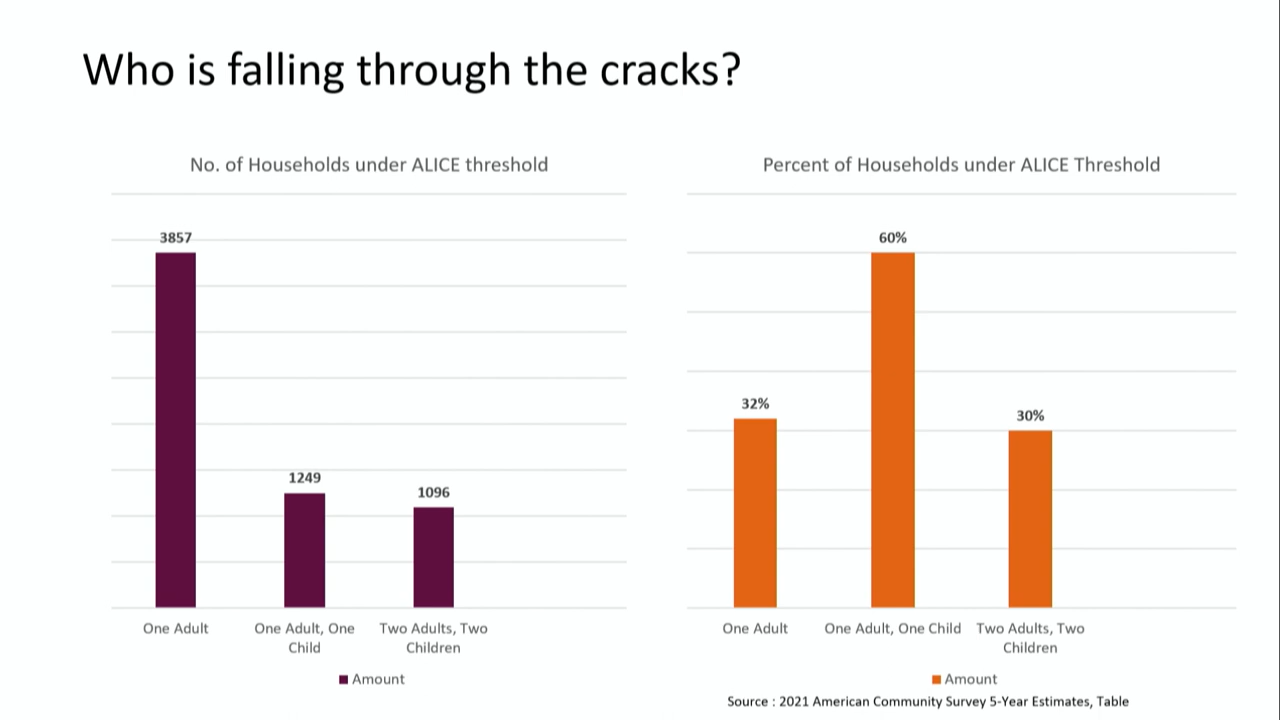 Who is falling through the cracks?
No. of Households under ALICE threshold
3857
1249
1096
One Adult
One Adult, One
Child
Two Adults, Two
Children
Amount
Percent of Households under ALICE Threshold
32%
60%
30%
One Adult
One Adult, One Child
Two Adults, Two
Children
Amount
Source : 2021 American Community Survey 5-Year Estimates, Table